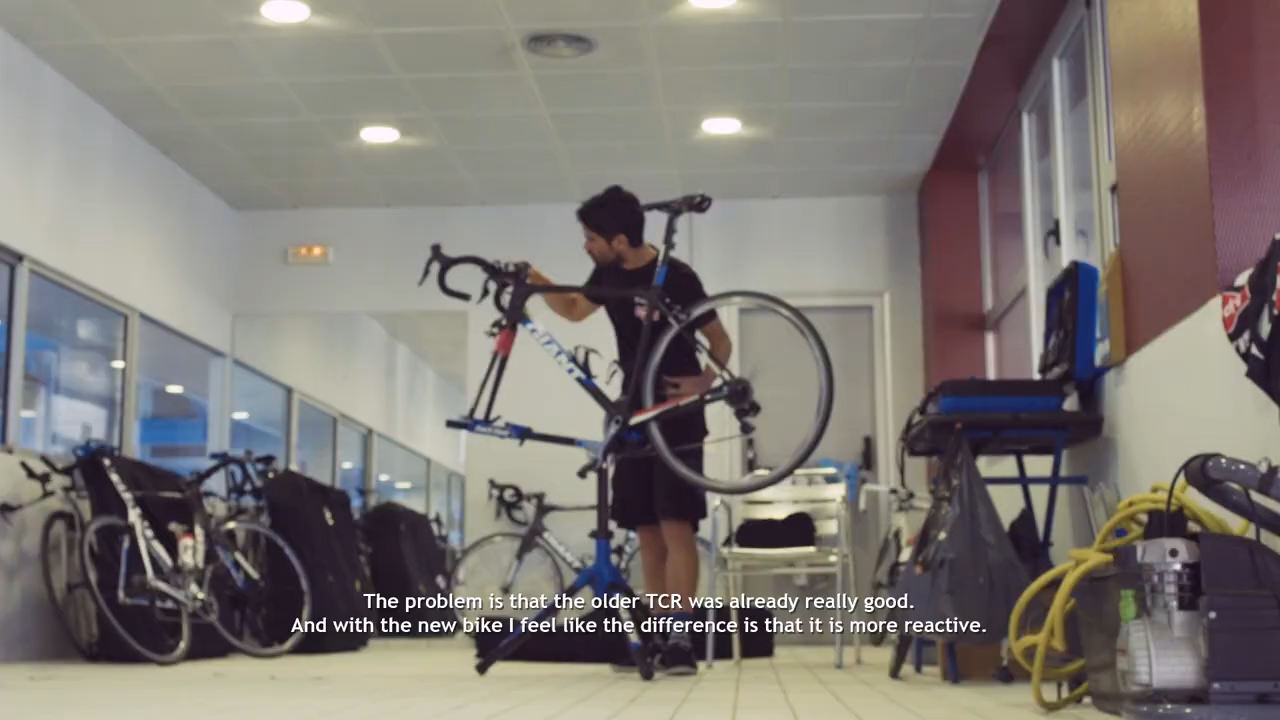 GIANT
The problem is that the older TCR was already really good.
And with the new bike I feel like the difference is that it is more reactive.